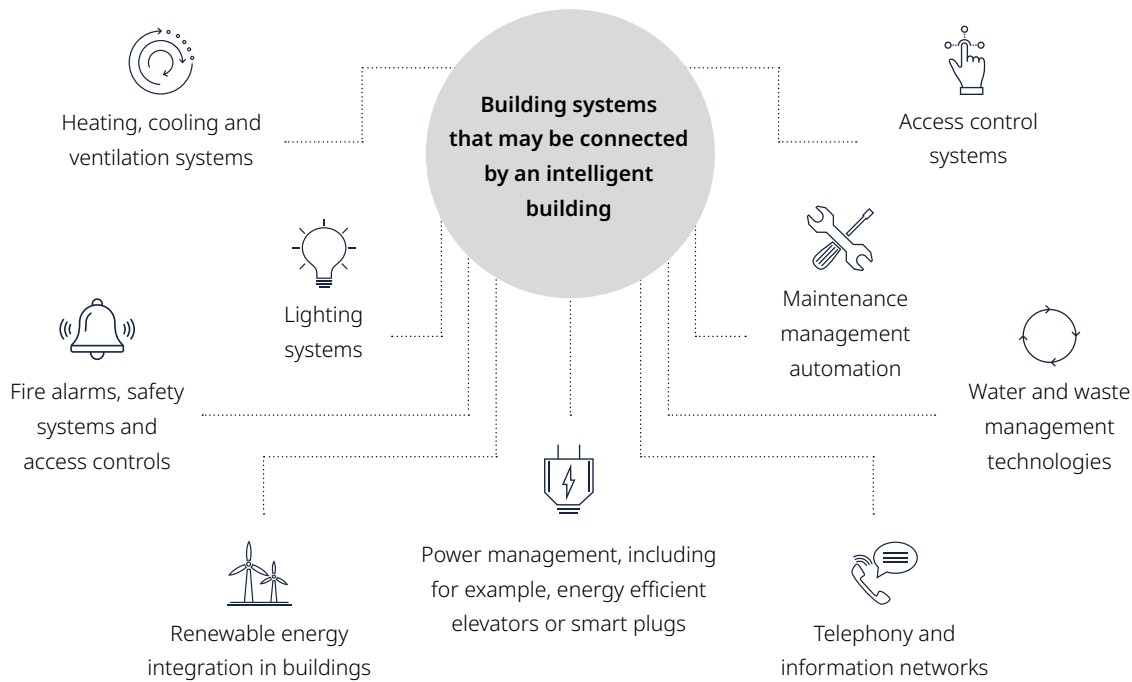 Building systems
that may be connected
by an intelligent
building
Heating, cooling and
ventilation systems
Access control
systems
Lighting
systems
Maintenance
management
automation
Fire alarms, safety
systems and
access controls
Water and waste
management
technologies
Renewable energy
integration in buildings
Power management, including
for example, energy efficient
elevators or smart plugs
Telephony and
information networks